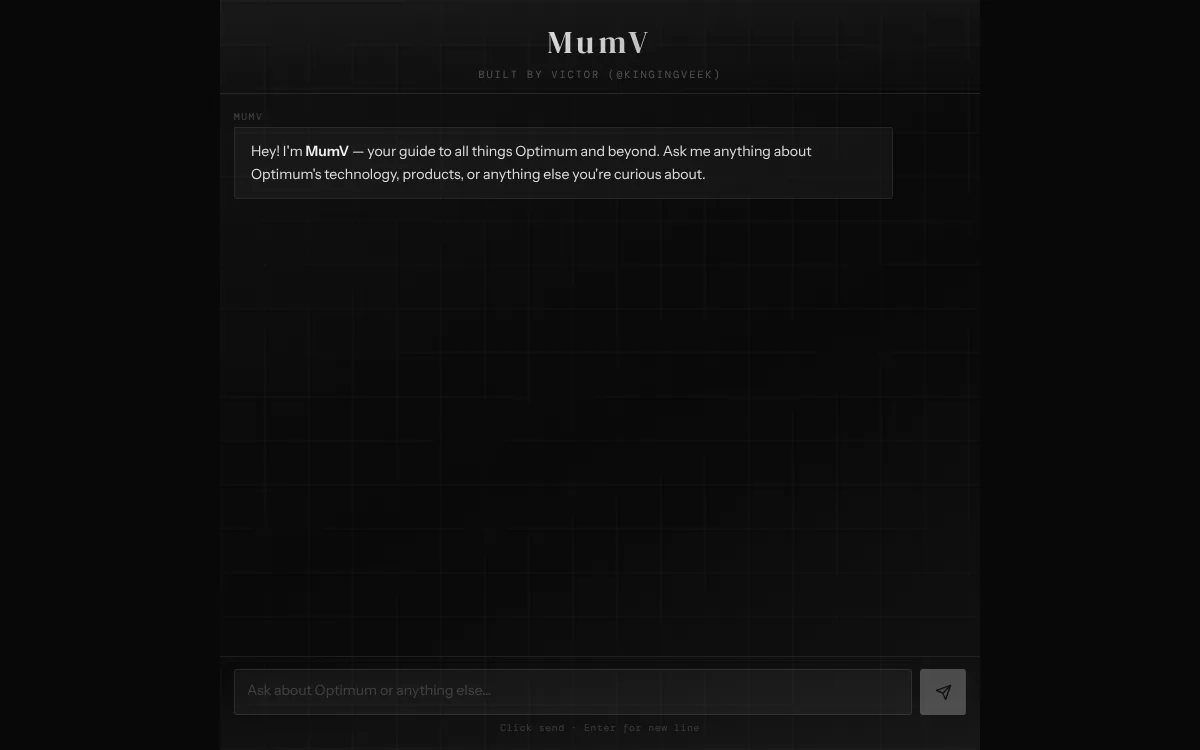 MumV
BUILT BY VICTOR (@KINGINGVEEK)
MUMV
Hey! I'm MumV — your guide to all things Optimum and beyond. Ask me anything about
Optimum's technology, products, or anything else you're curious about.
Ask about Optimum or anything else...
Click send · Enter for new line